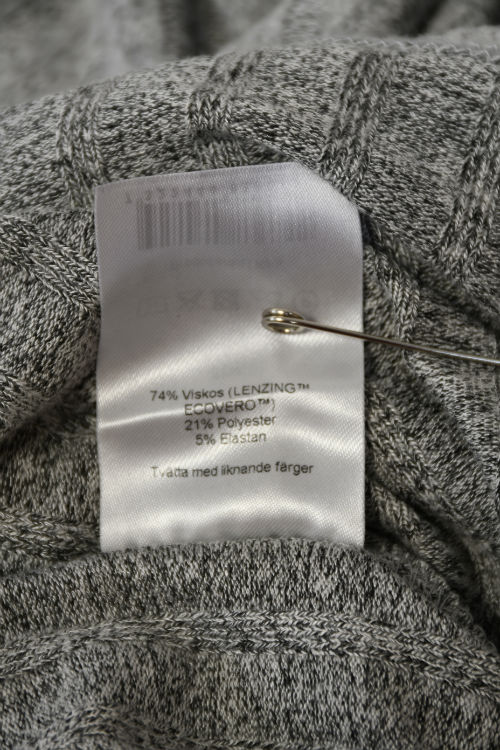 74% Viskos (LENZING™
ECOVERO™)
21% Polyester
5% Elastan
Tvätta med liknande färger